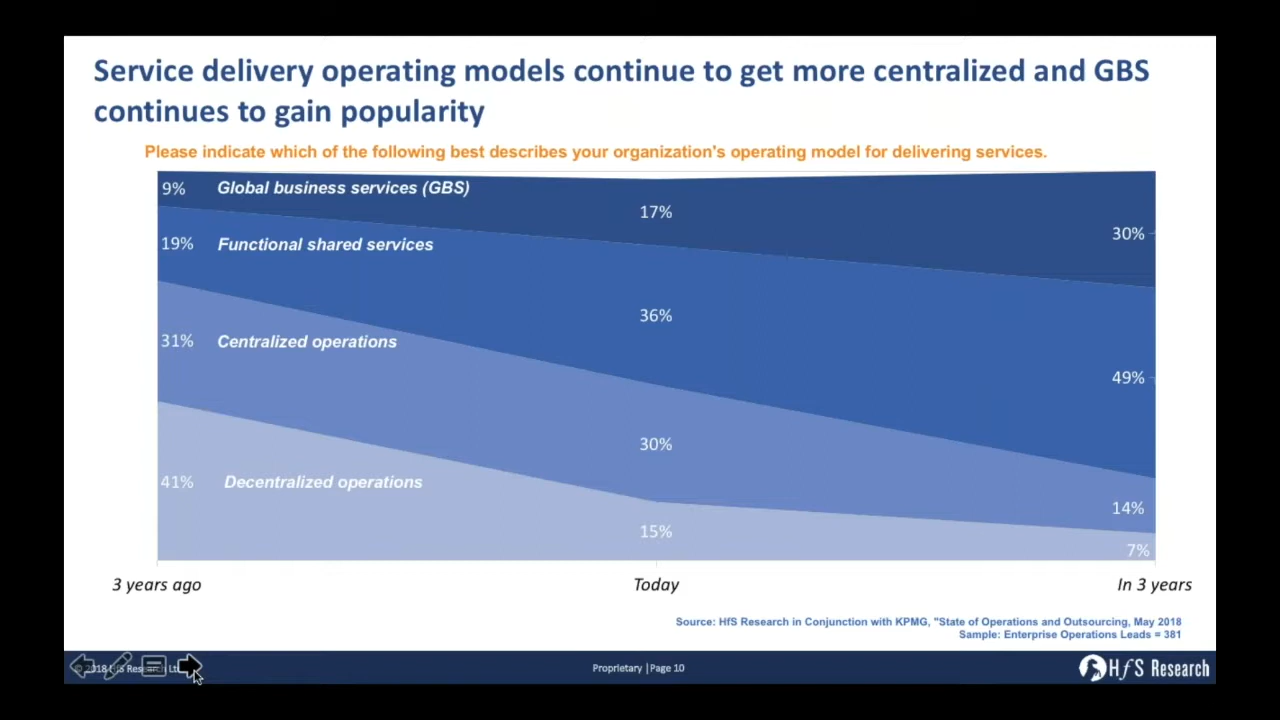 Service delivery operating models continue to get more centralized and GBS
continues to gain popularity
Please indicate which of the following best describes your organization's operating model for delivering services.
9% Global business services (GBS)
17%
30%
19% Functional shared services
36%
49%
31% Centralized operations
30%
14%
41% Decentralized operations
15%
7%
3 years ago Today In 3 years
Source: HfS Research in Conjunction with KPMG, "State of Operations and Outsourcing, May 2018
Sample: Enterprise Operations Leads = 381
2018 HfS Research Proprietary | Page 10 HfS Research